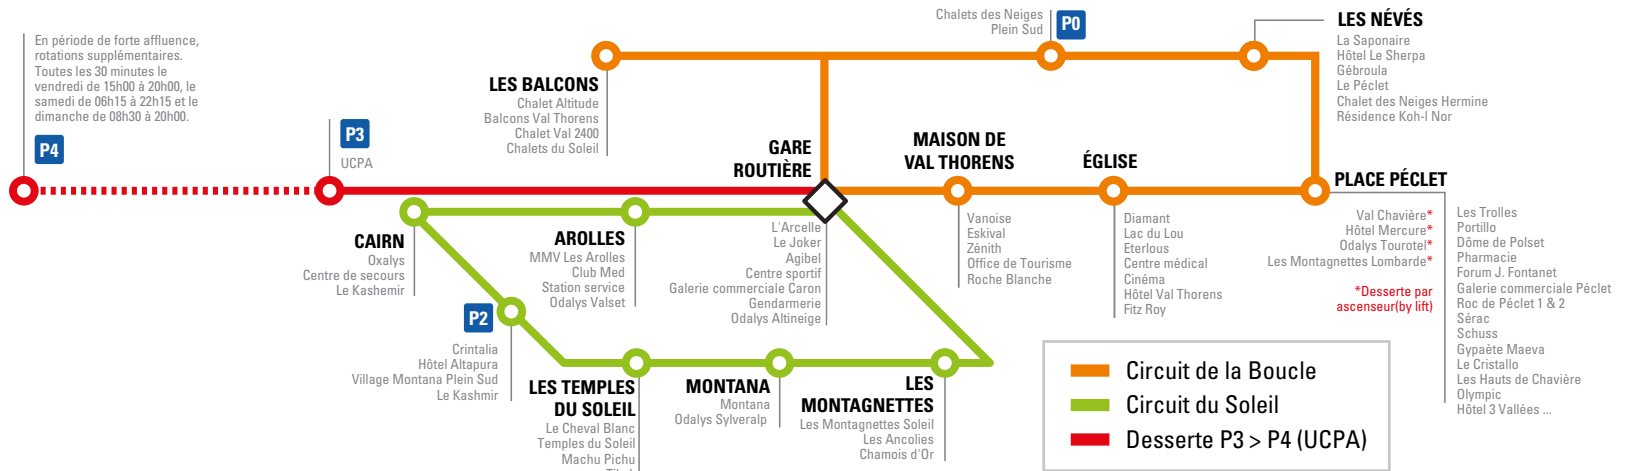 En période de forte affluence,
rotations supplémentaires.
Toutes les 30 minutes le
vendredi de 15h00 à 20h00, le
samedi de 06h15 à 22h15 et le
dimanche de 08h30 à 20h00.
P4
P3
UCPA
LES BALCONS
Chalet Altitude
Balcons Val Thorens
Chalet Val 2400
Chalets du Soleil
Chalets des Neiges
Plein Sud
P0
LES NÉVÉS
La Saponaire
Hôtel Le Sherpa
Gébroula
Le Péclet
Chalet des Neiges Hermine
Résidence Koh-I Nor
GARE
ROUTIÈRE
L'Arcelle
Le Joker
Agibel
Centre sportif
Galerie commerciale Caron
Gendarmerie
Odalys Altineige
MAISON DE
VAL THORENS
Vanoise
Eskival
Zénith
Office de Tourisme
Roche Blanche
ÉGLISE
Diamant
Lac du Lou
Eterlous
Centre médical
Cinéma
Hôtel Val Thorens
Fitz Roy
PLACE PÉCLET
Val Chavière*
Hôtel Mercure*
Odalys Tourotel*
Les Montagnettes Lombarde*
*Desserte par
ascenseur(by lift)
Les Trolles
Portillo
Dôme de Polset
Pharmacie
Forum J. Fontanet
Galerie commerciale Péclet
Roc de Péclet 1 & 2
Sérac
Schuss
Gypaète Maeva
Le Cristallo
Les Hauts de Chavière
Olympic
Hôtel 3 Vallées ...
CAIRN
Oxalys
Centre de secours
Le Kashemir
AROLLES
MMV Les Arolles
Club Med
Station service
Odalys Valset
P2
Crintalia
Hôtel Altapura
Village Montana Plein Sud
Le Kashmir
LES TEMPLES
DU SOLEIL
Le Cheval Blanc
Temples du Soleil
Machu Pichu
MONTANA
Montana
Odalys Sylveralp
LES
MONTAGNETTES
Les Montagnettes Soleil
Les Ancolies
Chamois d'Or
Circuit de la Boucle
Circuit du Soleil
Desserte P3 > P4 (UCPA)